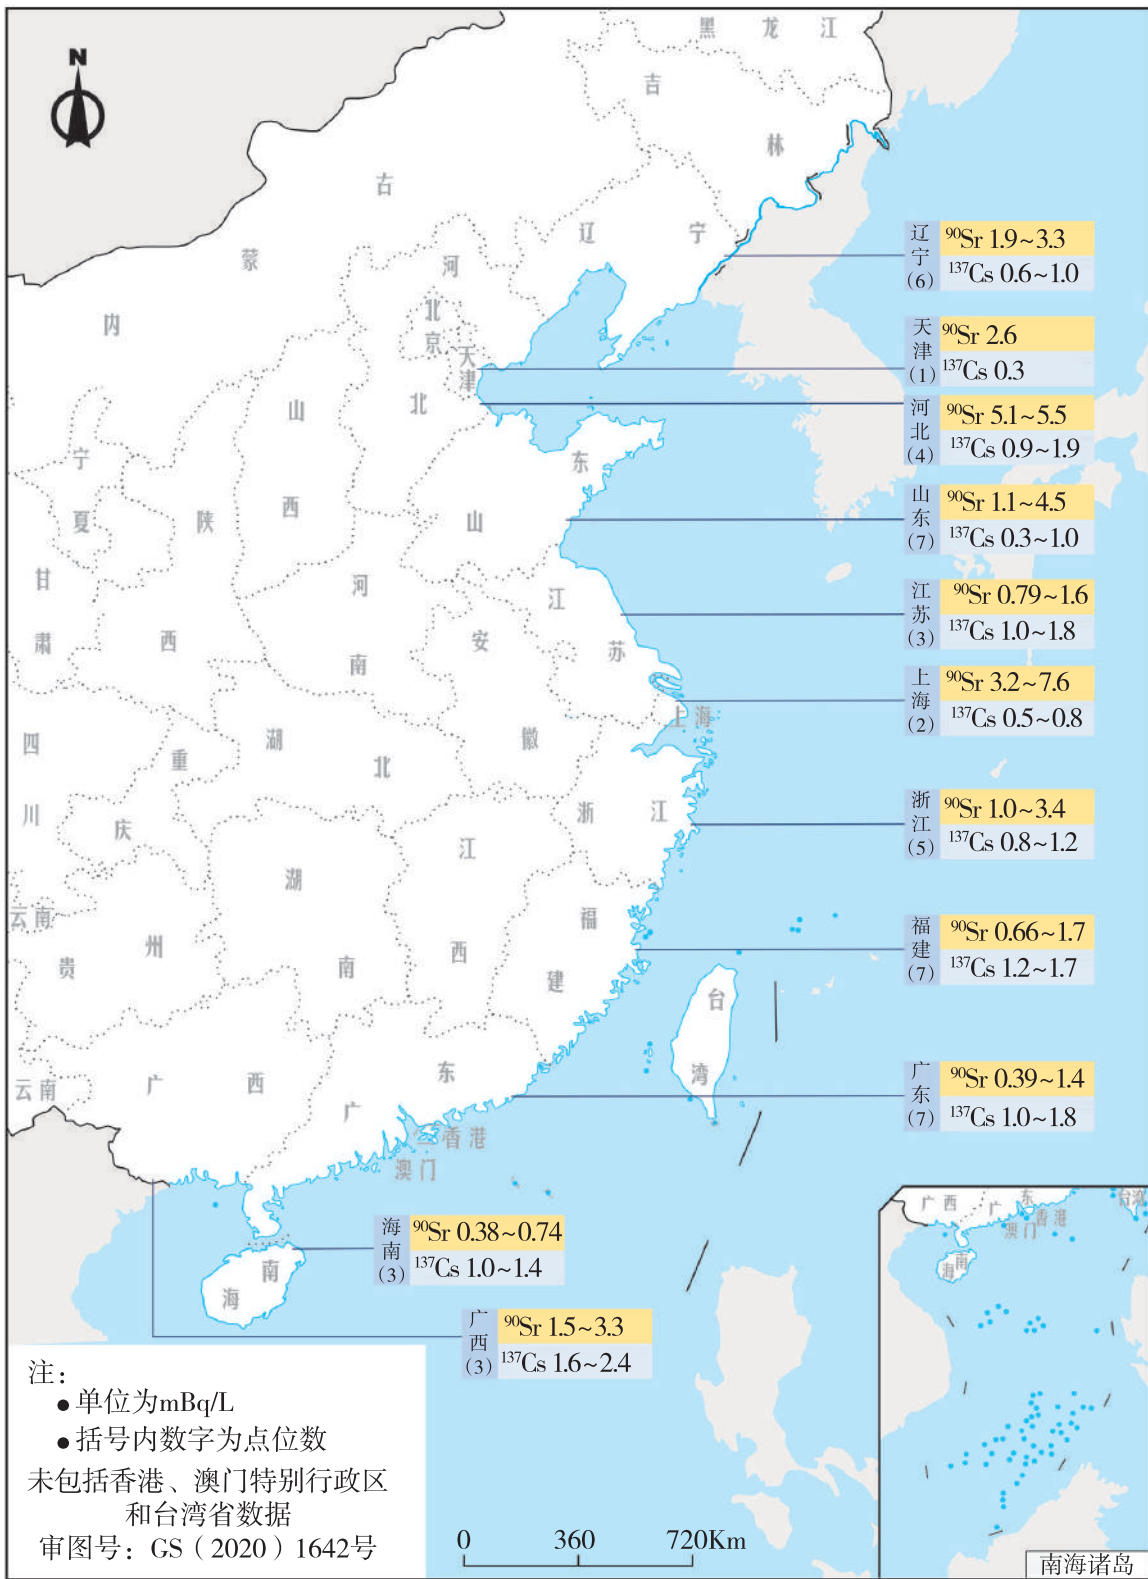 N
黑龙江
吉
林
古
辽宁
蒙
河
内
北
京
天
津
山
北
宁
东
夏
陕
西
山
甘
河
江
肃
西
安
南
苏
上海
四
重
湖
北
徽
川
庆
江
浙江
湖
云南
州
福
贵
南
西
建
台
云南
广西
东
湾
广
香港
澳门
南
海
辽宁(6)
⁹⁰Sr 1.9~3.3
¹³⁷Cs 0.6~1.0
天津(1)
⁹⁰Sr 2.6
¹³⁷Cs 0.3
河北(4)
⁹⁰Sr 5.1~5.5
¹³⁷Cs 0.9~1.9
山东(7)
⁹⁰Sr 1.1~4.5
¹³⁷Cs 0.3~1.0
江苏(3)
⁹⁰Sr 0.79~1.6
¹³⁷Cs 1.0~1.8
上海(2)
⁹⁰Sr 3.2~7.6
¹³⁷Cs 0.5~0.8
浙江(5)
⁹⁰Sr 1.0~3.4
¹³⁷Cs 0.8~1.2
福建(7)
⁹⁰Sr 0.66~1.7
¹³⁷Cs 1.2~1.7
广东(7)
⁹⁰Sr 0.39~1.4
¹³⁷Cs 1.0~1.8
海南(3)
⁹⁰Sr 0.38~0.74
¹³⁷Cs 1.0~1.4
广西(3)
⁹⁰Sr 1.5~3.3
¹³⁷Cs 1.6~2.4
注：
●单位为mBq/L
●括号内数字为点位数
未包括香港、澳门特别行政区
和台湾省数据
审图号：GS（2020）1642号
0 360 720Km
广西
广
东
台湾
香港
澳门
海南
南海诸岛